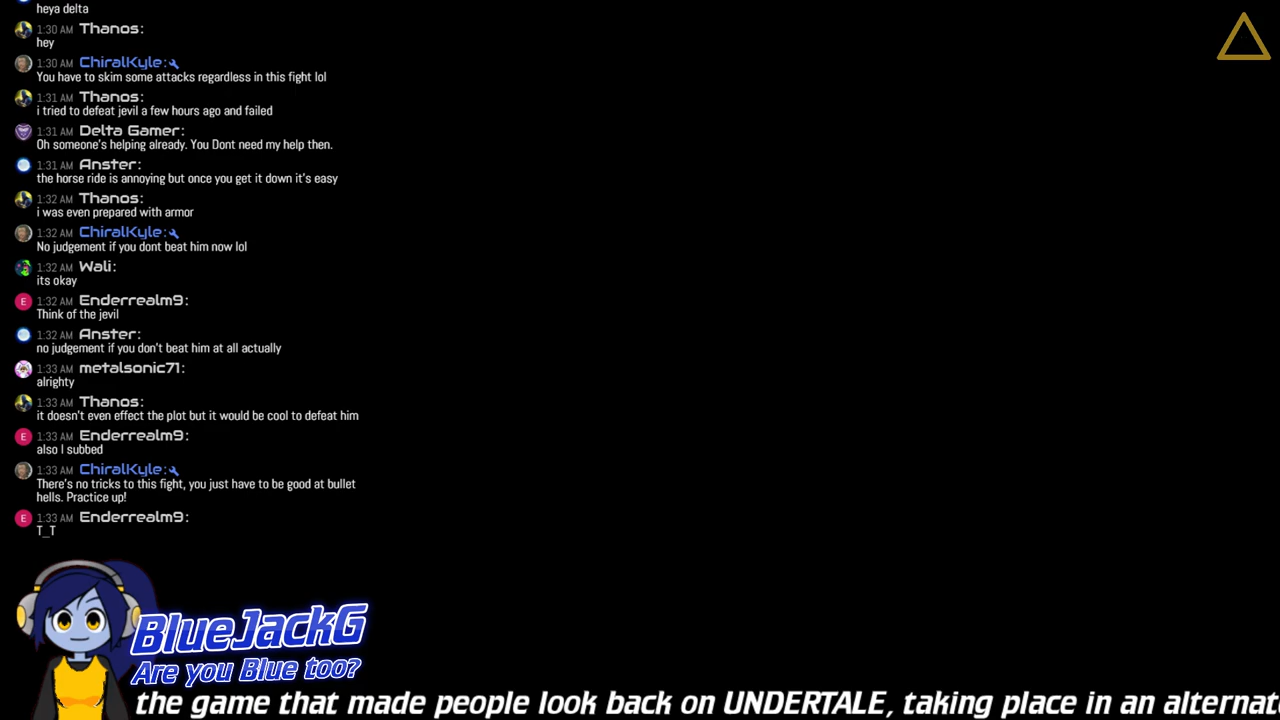 heya delta
1:30 AM Thanos:
hey
1:30 AM ChiralKyle:
You have to skim some attacks regardless in this fight lol
1:31 AM Thanos:
i tried to defeat jevil a few hours ago and failed
1:31 AM Delta Gamer:
Oh someone's helping already. You Dont need my help then.
1:31 AM Anster:
the horse ride is annoying but once you get it down it's easy
1:32 AM Thanos:
i was even prepared with armor
1:32 AM ChiralKyle:
No judgement if you dont beat him now lol
1:32 AM Wali:
its okay
E 1:32 AM Enderrealm9:
Think of the jevil
1:32 AM Anster:
no judgement if you don't beat him at all actually
1:33 AM metalsonic71:
alrighty
1:33 AM Thanos:
it doesn't even effect the plot but it would be cool to defeat him
E 1:33 AM Enderrealm9:
also I subbed
1:33 AM ChiralKyle:
There's no tricks to this fight, you just have to be good at bullet
hells. Practice up!
E 1:33 AM Enderrealm9:
T_T
BlueJackG
Are you Blue too?
the game that made people look back on UNDERTALE, taking place in an alternat